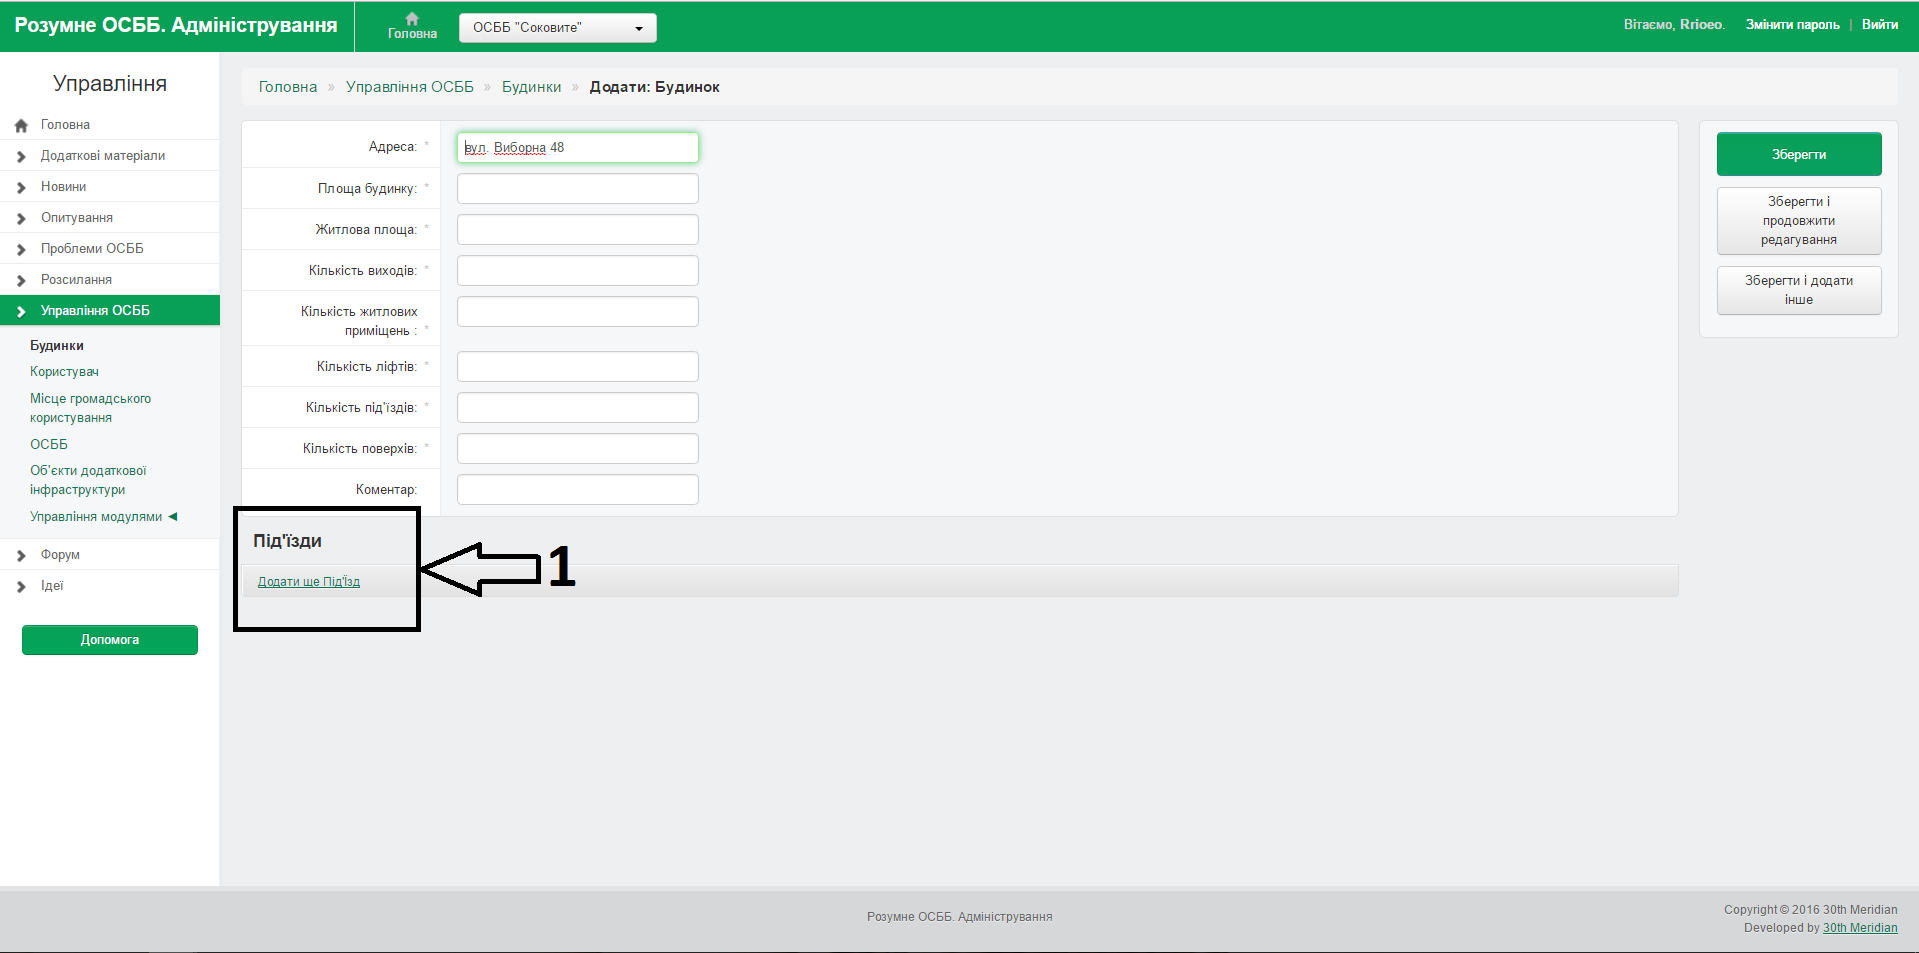 Розумне ОСББ. Адміністрування
Головна
ОСББ "Соковите"
Вітаємо, Rrioeo. Змінити пароль | Вийти
Управління
Головна
Додаткові матеріали
Новини
Опитування
Проблеми ОСББ
Розсилання
Управління ОСББ
Будинки
Користувач
Місце громадського
користування
ОСББ
Об'єкти додаткової
інфраструктури
Управління модулями ◄
Форум
Ідеї
Допомога
Головна » Управління ОСББ » Будинки » Додати: Будинок
Адреса: *
вул. Виборна 48
Площа будинку: *
Житлова площа: *
Кількість виходів: *
Кількість житлових
приміщень : *
Кількість ліфтів: *
Кількість під'їздів: *
Кількість поверхів: *
Коментар:
Під'їзди
Додати ще Під'Їзд
1
Зберегти
Зберегти і
продовжити
редагування
Зберегти і додати
інше
Розумне ОСББ. Адміністрування
Copyright © 2016 30th Meridian
Developed by 30th Meridian